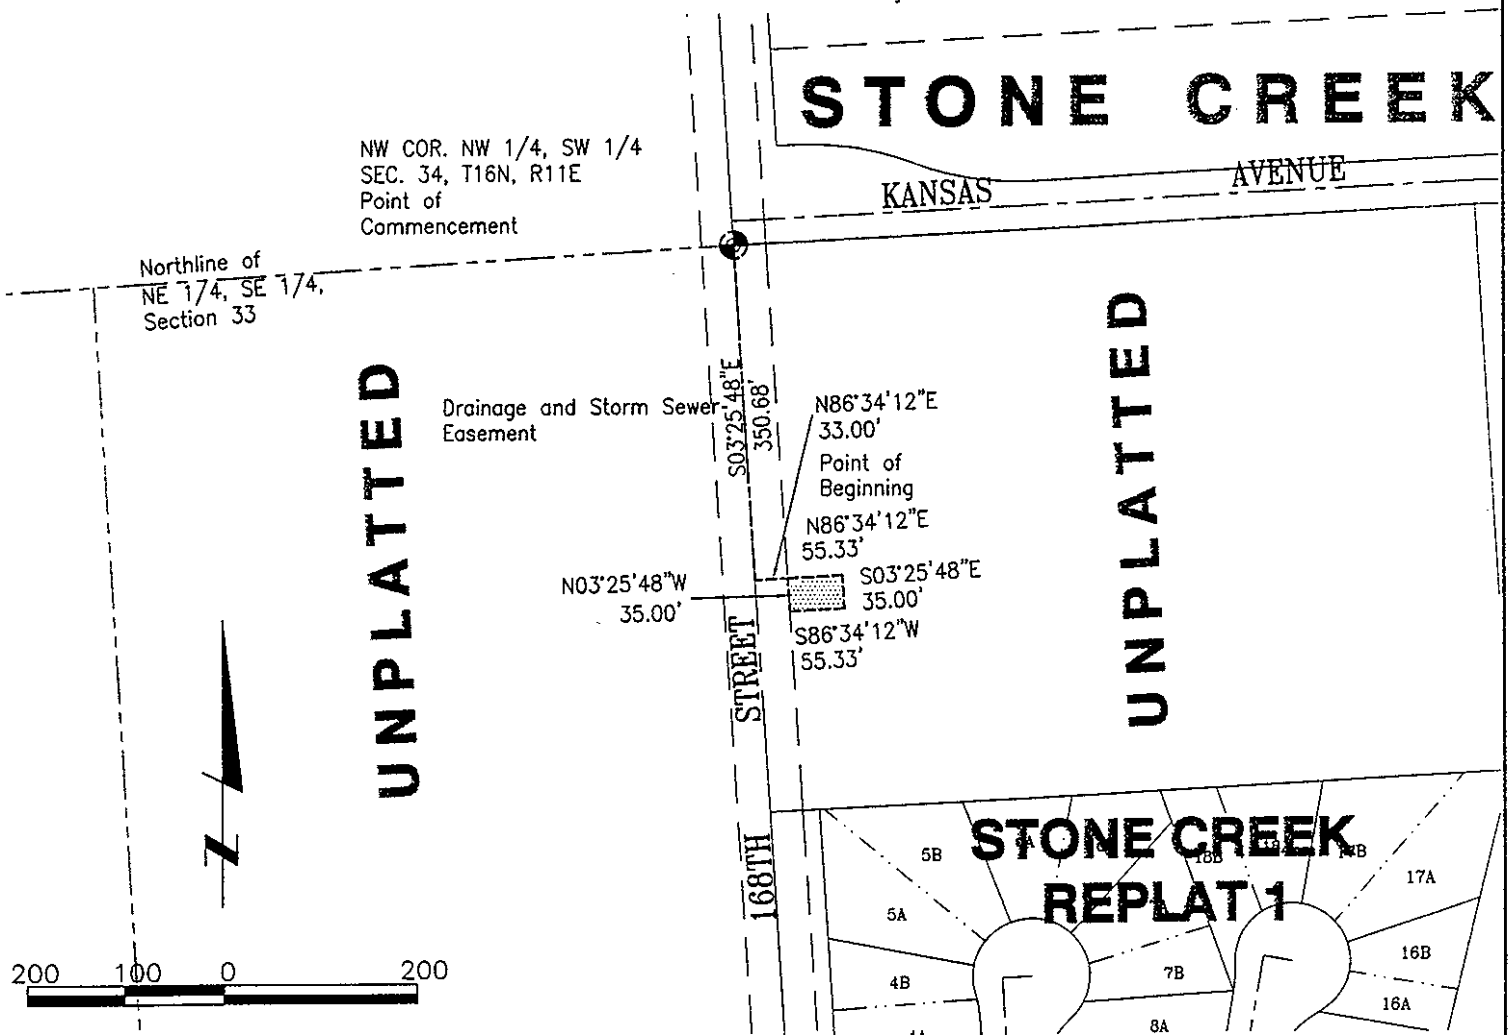 STONE CREEK
NW COR. NW 1/4, SW 1/4
SEC. 34, T16N, R11E
Point of
Commencement
KANSAS AVENUE
Northline of
NE 1/4, SE 1/4,
Section 33
UNPLATTED
Drainage and Storm Sewer
Easement
S03°25'48"E
350.68'
N86°34'12"E
33.00'
Point of
Beginning
N86°34'12"E
55.33'
S03°25'48"E
35.00'
N03°25'48"W
35.00'
S86°34'12"W
55.33'
UNPLATTED
168TH STREET
N
STONE CREEK
REPLAT 1
5B
18B
17B
17A
5A
4B
7B
16B
16A
8A
4A
200 100 0 200